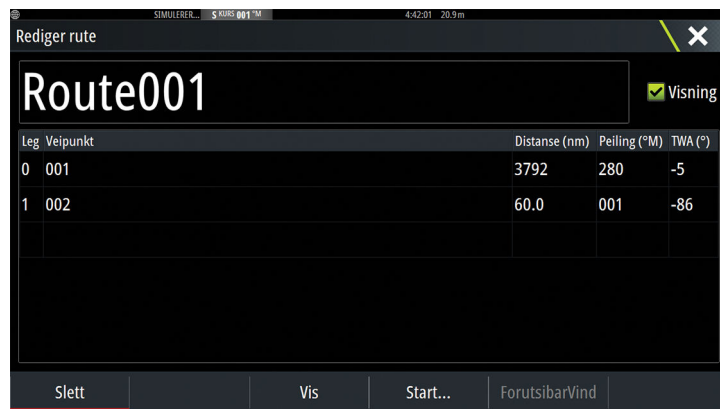 SIMULERER... S KURS 001 °M 4:42:01 20.9 m
Rediger rute
Route001
Visning
Leg Veipunkt Distanse (nm) Peiling (°M) TWA (°)
0 001 3792 280 -5
1 002 60.0 001 -86
Slett Vis Start... ForutsibarVind